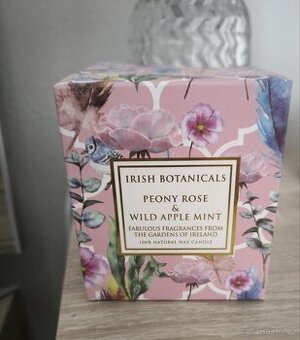 IRISH BOTANICALS
PEONY ROSE
&
WILD APPLE MINT
FABULOUS FRAGRANCES FROM
THE GARDENS OF IRELAND
100% NATURAL WAX CANDLE